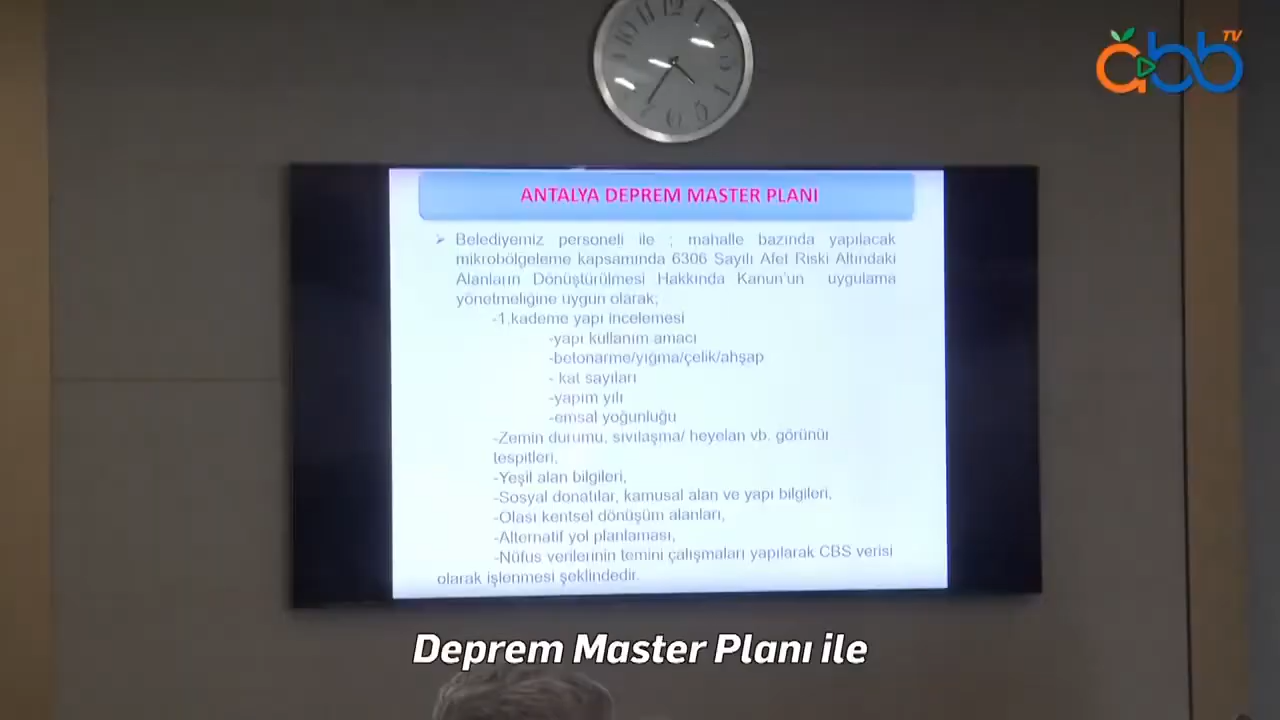 abb TV
ANTALYA DEPREM MASTER PLANI
➢ Belediyemiz personeli ile ; mahalle bazında yapılacak
mikrobölgeleme kapsamında 6306 Sayılı Afet Riski Altındaki
Alanların Dönüştürülmesi Hakkında Kanun'un uygulama
yönetmeliğine uygun olarak;
-1.kademe yapı incelemesi
-yapı kullanım amacı
-betonarme/yığma/çelik/ahşap
- kat sayıları
-yapım yılı
-emsal yoğunluğu
-Zemin durumu, sıvılaşma/ heyelan vb. görünür
tespitleri,
-Yeşil alan bilgileri,
-Sosyal donatılar, kamusal alan ve yapı bilgileri,
-Olası kentsel dönüşüm alanları,
-Alternatif yol planlaması,
-Nüfus verilerinin temini çalışmaları yapılarak CBS verisi
olarak işlenmesi şeklindedir.
Deprem Master Planı ile